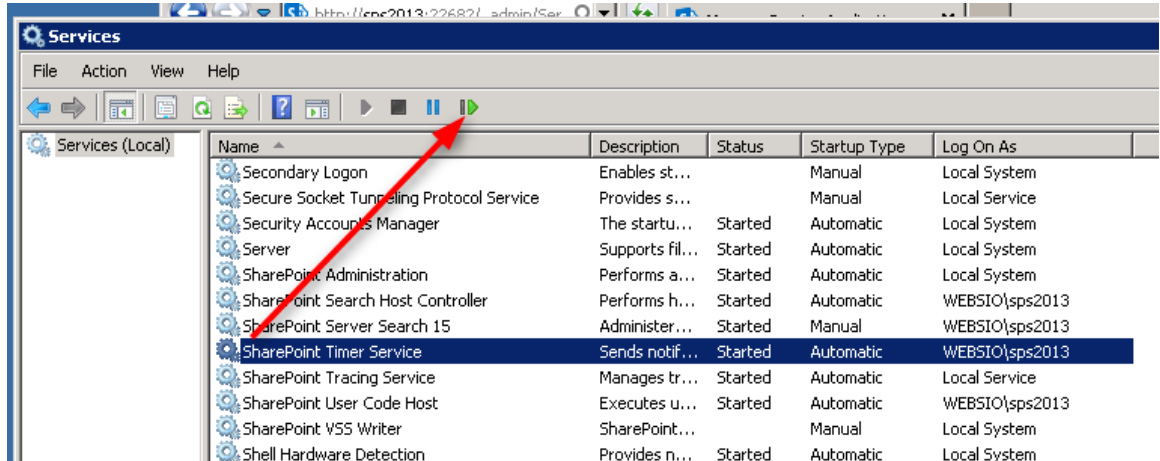 http://sps2013:22682/_admin/Ser
Services
File Action View Help
Services (Local)
Name Description Status Startup Type Log On As
Secondary Logon Enables st... Manual Local System
Secure Socket Tunneling Protocol Service Provides s... Manual Local Service
Security Accounts Manager The startu... Started Automatic Local System
Server Supports fil... Started Automatic Local System
SharePoint Administration Performs a... Started Automatic Local System
SharePoint Search Host Controller Performs h... Started Automatic WEBSIO\sps2013
SharePoint Server Search 15 Administer... Started Manual WEBSIO\sps2013
SharePoint Timer Service Sends notif... Started Automatic WEBSIO\sps2013
SharePoint Tracing Service Manages tr... Started Automatic Local Service
SharePoint User Code Host Executes u... Started Automatic WEBSIO\sps2013
SharePoint VSS Writer SharePoint... Manual Local System
Shell Hardware Detection Provides n... Started Automatic Local System